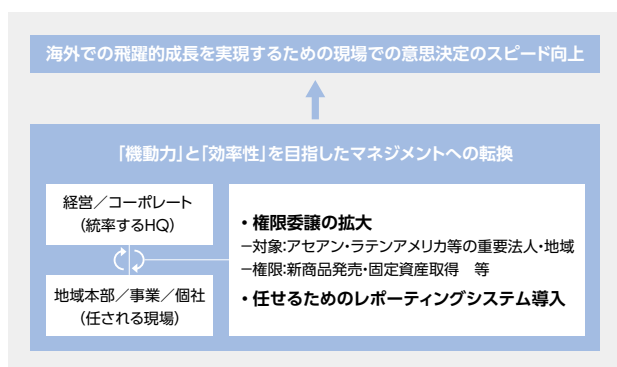 海外での飛躍的成長を実現するための現場での意思決定のスピード向上
「機動力」と「効率性」を目指したマネジメントへの転換
経営／コーポレート
(統率するHQ)
地域本部／事業／個社
(任される現場)
・権限委譲の拡大
－対象:アセアン・ラテンアメリカ等の重要法人・地域
－権限:新商品発売・固定資産取得　等
・任せるためのレポーティングシステム導入